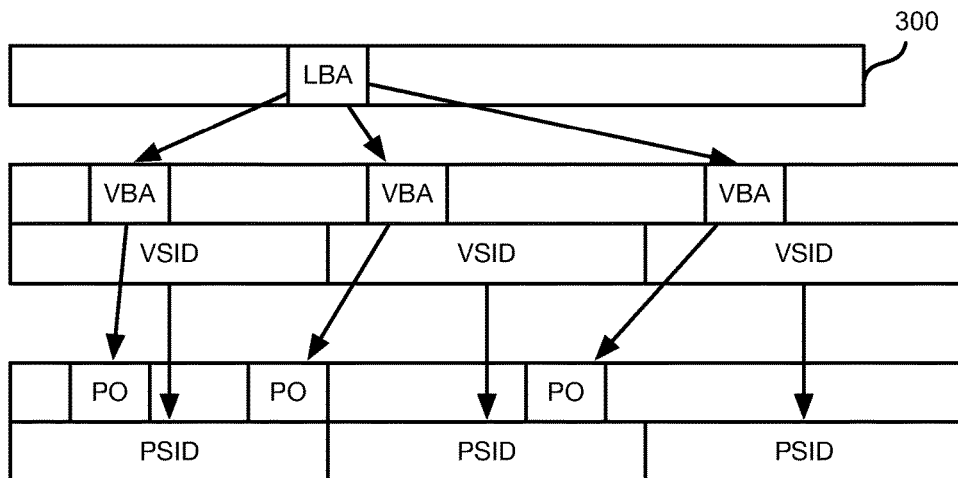 300
LBA
VBA VBA VBA
VSID VSID VSID
PO PO PO
PSID PSID PSID